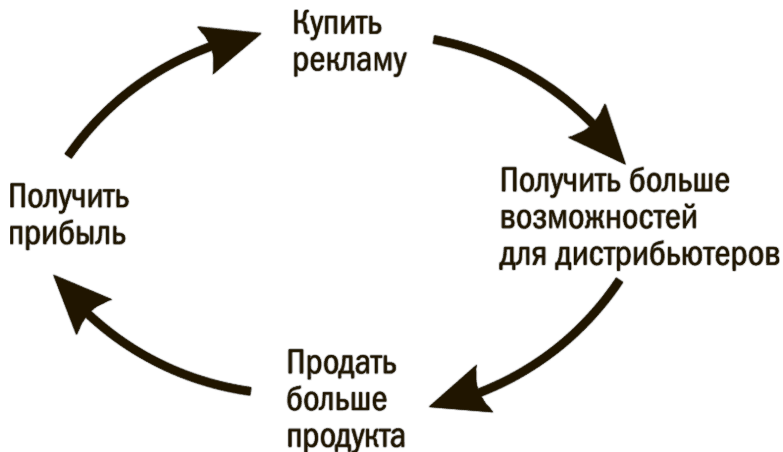 Купить
рекламу
Получить больше
возможностей
для дистрибьютеров
Продать
больше
продукта
Получить
прибыль